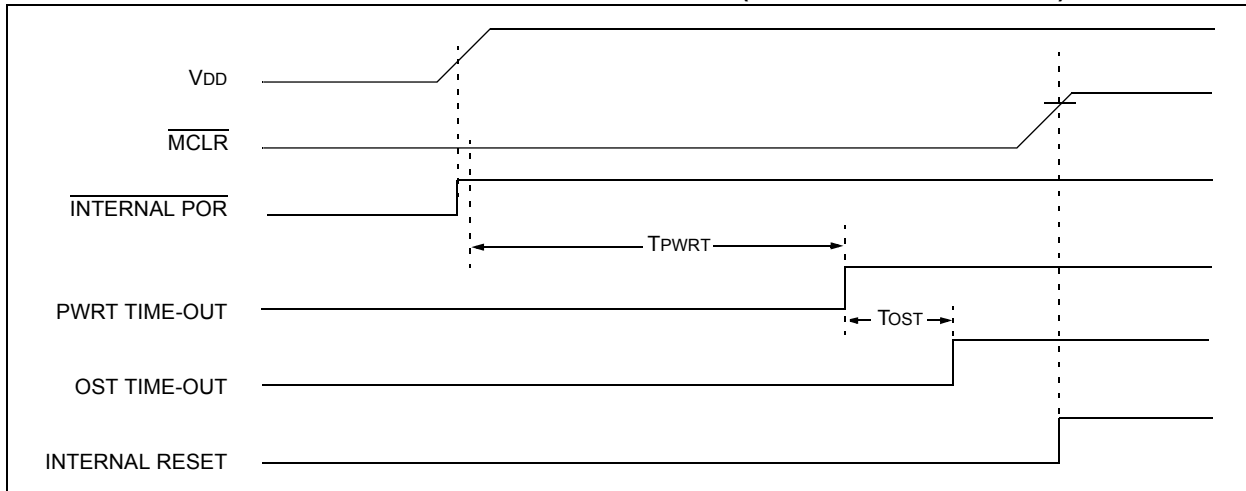 VDD
MCLR
INTERNAL POR
TPWRT
PWRT TIME-OUT
TOST
OST TIME-OUT
INTERNAL RESET